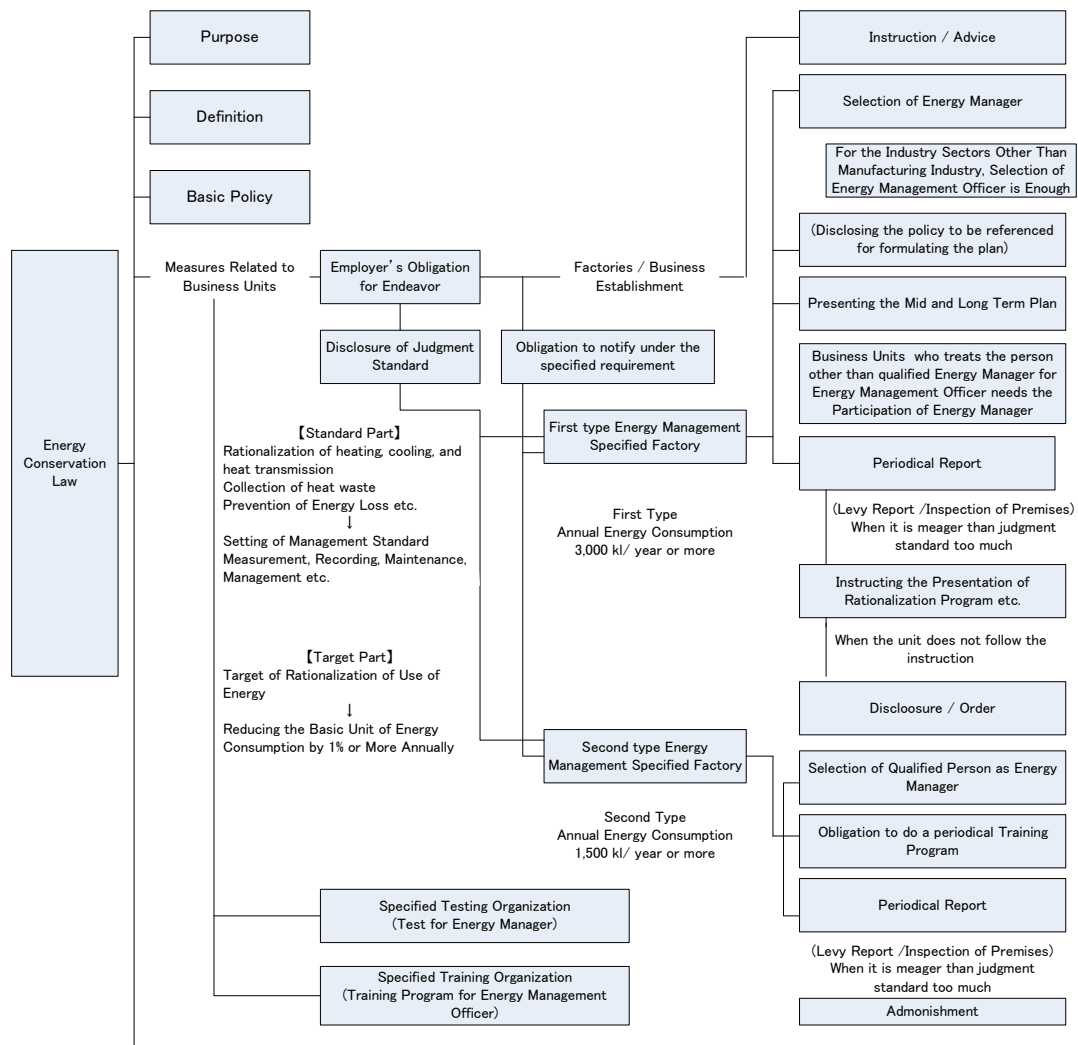 Purpose
Definition
Basic Policy
Energy
Conservation
Law
Measures Related to
Business Units
Employer's Obligation
for Endeavor
Factories / Business
Establishment
Disclosure of Judgment
Standard
Obligation to notify under the
specified requirement
【Standard Part】
Rationalization of heating, cooling, and
heat transmission
Collection of heat waste
Prevention of Energy Loss etc.
↓
Setting of Management Standard
Measurement, Recording, Maintenance,
Management etc.
【Target Part】
Target of Rationalization of Use of
Energy
↓
Reducing the Basic Unit of Energy
Consumption by 1% or More Annually
First type Energy Management
Specified Factory
First Type
Annual Energy Consumption
3,000 kl/ year or more
Second type Energy
Management Specified Factory
Second Type
Annual Energy Consumption
1,500 kl/ year or more
Specified Testing Organization
(Test for Energy Manager)
Specified Training Organization
(Training Program for Energy Management
Officer)
Instruction / Advice
Selection of Energy Manager
For the Industry Sectors Other Than
Manufacturing Industry, Selection of
Energy Management Officer is Enough
(Disclosing the policy to be referenced
for formulating the plan)
Presenting the Mid and Long Term Plan
Business Units who treats the person
other than qualified Energy Manager for
Energy Management Officer needs the
Participation of Energy Manager
Periodical Report
(Levy Report /Inspection of Premises)
When it is meager than judgment
standard too much
Instructing the Presentation of
Rationalization Program etc.
When the unit does not follow the
instruction
Discloosure / Order
Selection of Qualified Person as Energy
Manager
Obligation to do a periodical Training
Program
Periodical Report
(Levy Report /Inspection of Premises)
When it is meager than judgment
standard too much
Admonishment